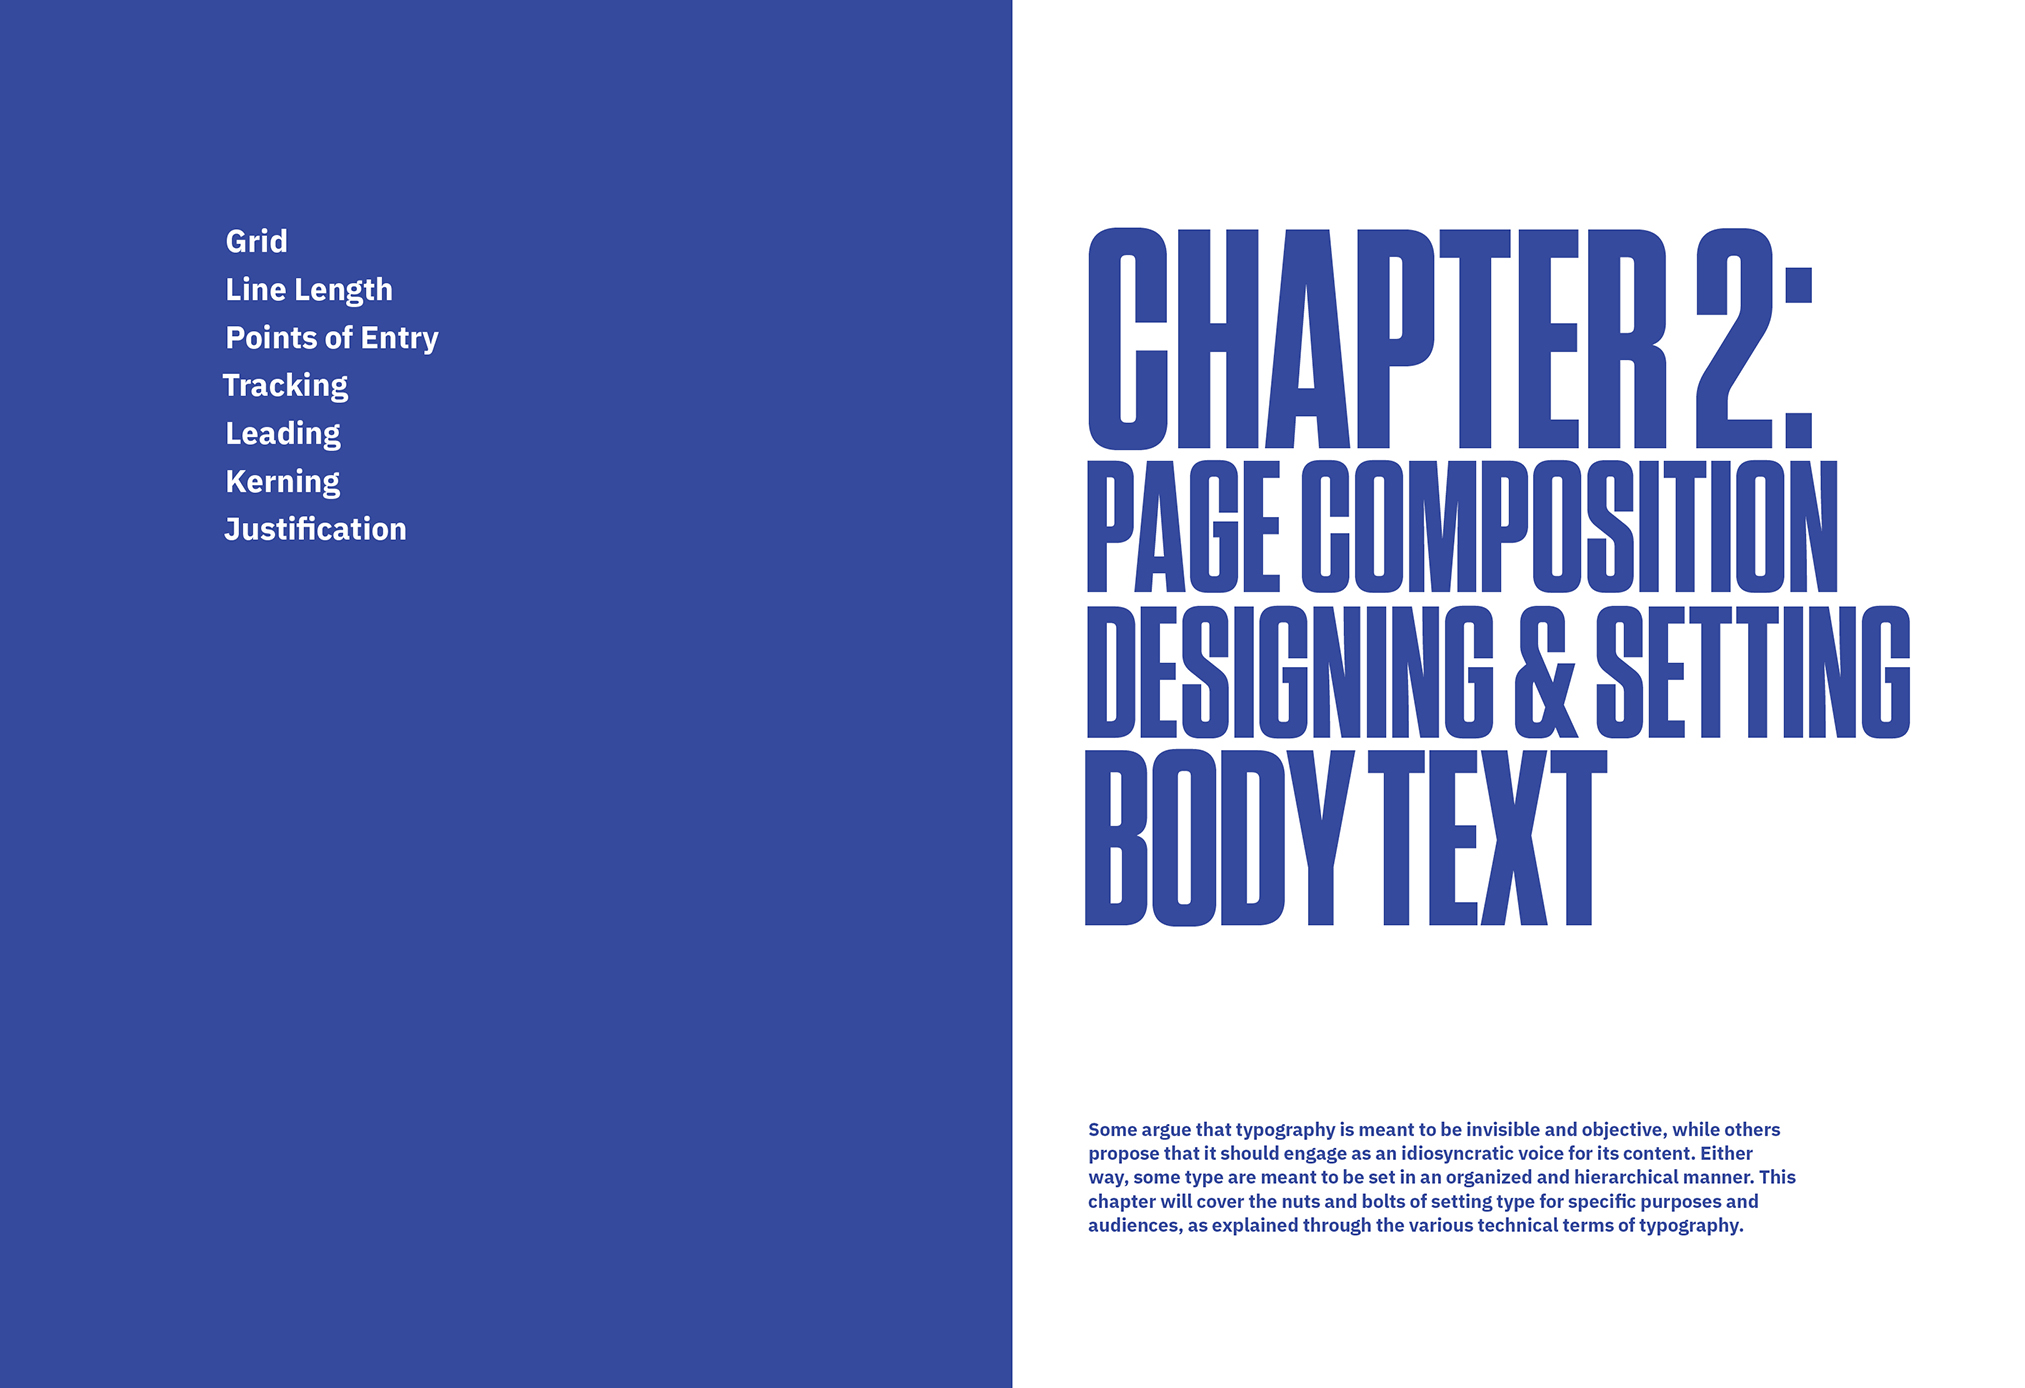 Grid
Line Length
Points of Entry
Tracking
Leading
Kerning
Justification
CHAPTER 2:
PAGE COMPOSITION
DESIGNING & SETTING
BODY TEXT
Some argue that typography is meant to be invisible and objective, while others
propose that it should engage as an idiosyncratic voice for its content. Either
way, some type are meant to be set in an organized and hierarchical manner. This
chapter will cover the nuts and bolts of setting type for specific purposes and
audiences, as explained through the various technical terms of typography.